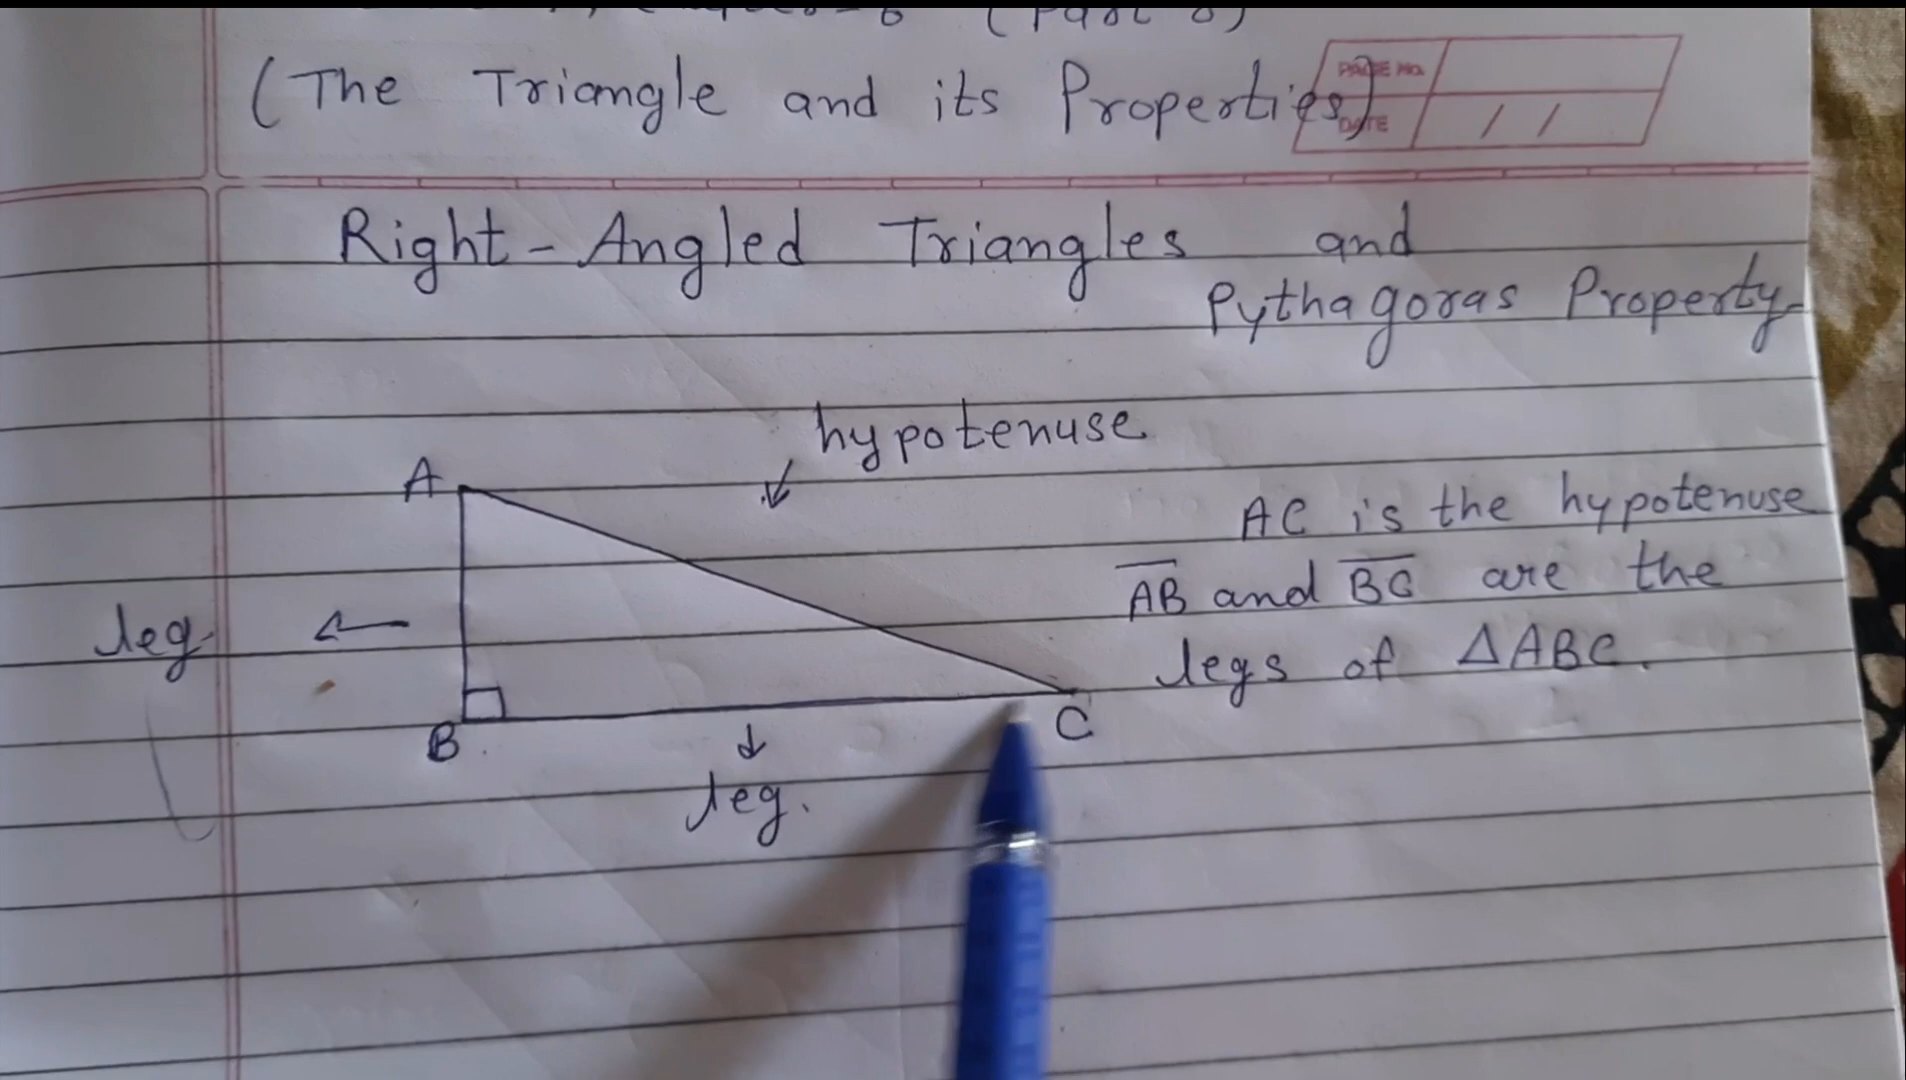 (The Triangle and its Properties)
PAGE No.
DATE
/ /
Right-Angled Triangles and
Pythagoras Property
hypotenuse
A
AC is the hypotenuse
AB and BC are the
leg
legs of △ABC.
B
C
leg.